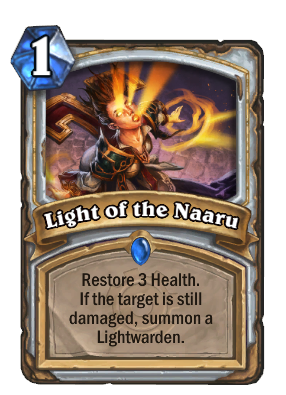 1
Light of the Naaru
Restore 3 Health.
If the target is still
damaged, summon a
Lightwarden.